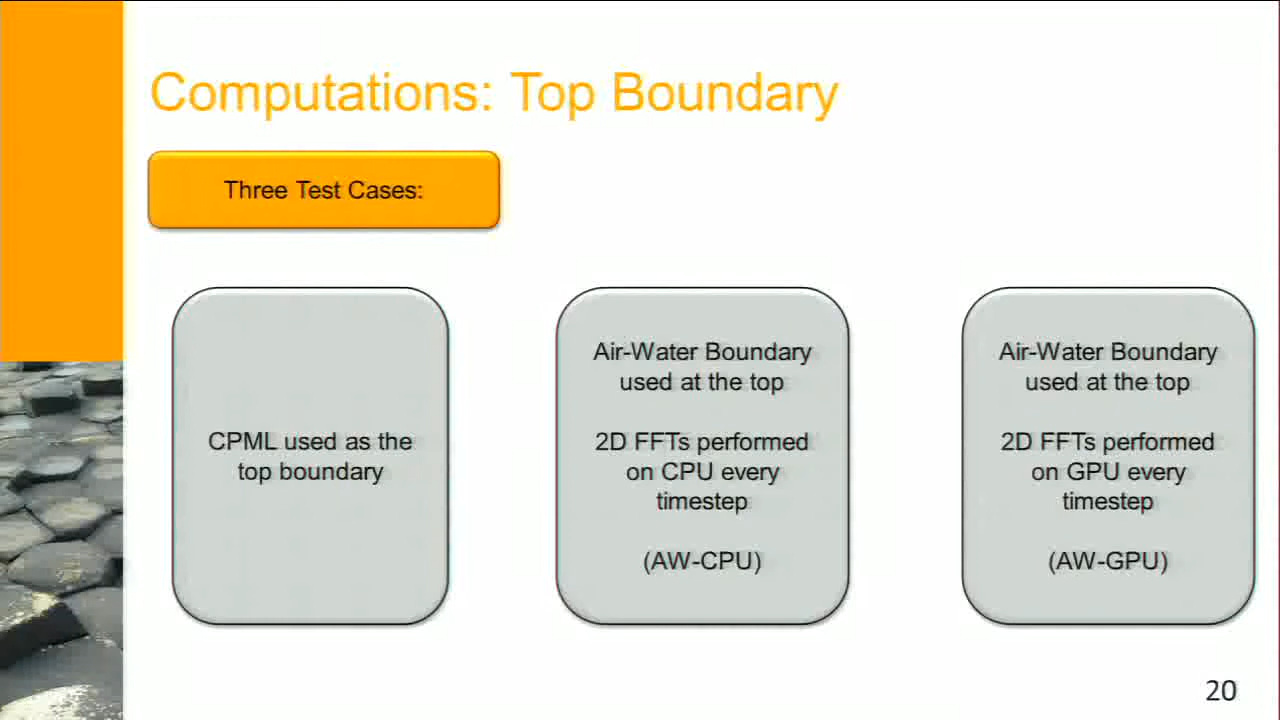 Computations: Top Boundary
Three Test Cases:
CPML used as the
top boundary
Air-Water Boundary
used at the top
2D FFTs performed
on CPU every
timestep
(AW-CPU)
Air-Water Boundary
used at the top
2D FFTs performed
on GPU every
timestep
(AW-GPU)
20